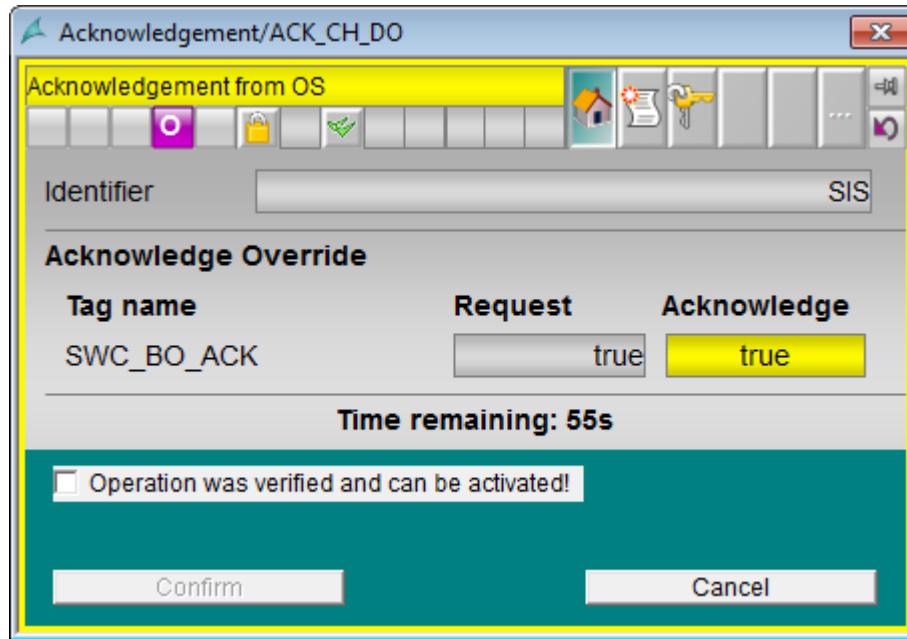 Acknowledgement/ACK_CH_DO
Acknowledgement from OS
O
...
Identifier SIS
Acknowledge Override
Tag name Request Acknowledge
SWC_BO_ACK true true
Time remaining: 55s
Operation was verified and can be activated!
Confirm Cancel